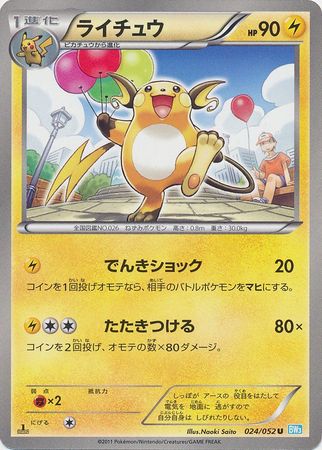 1進化 ライチュウ HP90
ピカチュウから進化
全国図鑑NO.026 ねずみポケモン 高さ:0.8m 重さ:30.0kg
でんきショック 20
コインを1回投げオモテなら、相手のバトルポケモンをマヒにする。
たたきつける 80×
コインを2回投げ、オモテの数×80ダメージ。
弱点 抵抗力
×2
にげる
しっぽが アースの 役目をはたして
電気を 地面に 逃がすので
自分自身は しびれたりしない。
Illus.Naoki Saito 024/052 U BW3
©2011 Pokémon/Nintendo/Creatures/GAME FREAK.